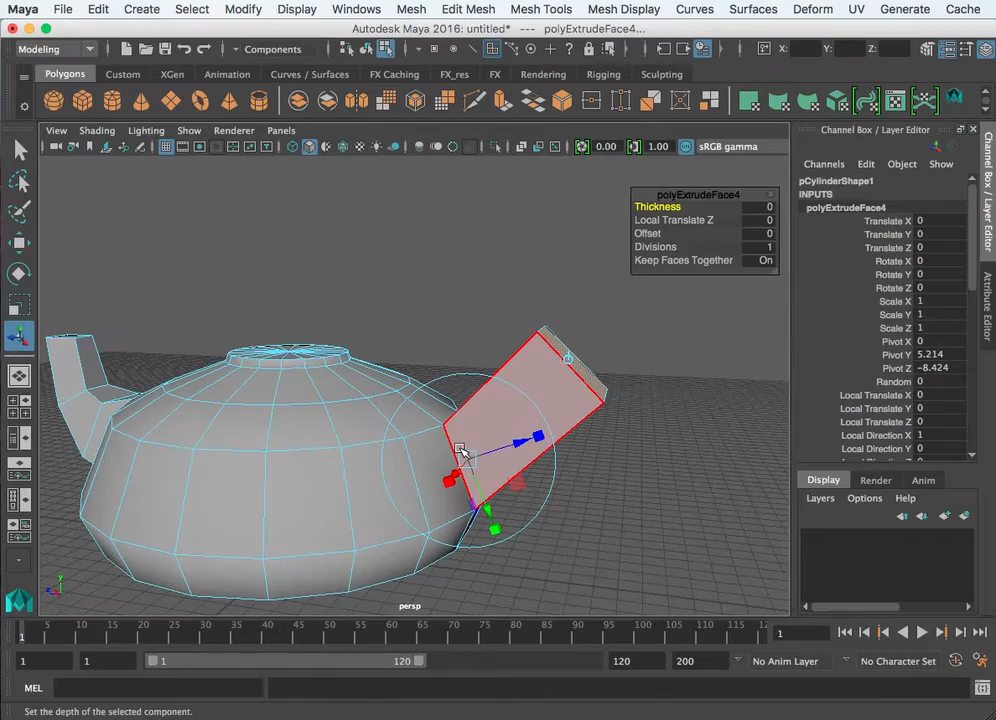 Maya File Edit Create Select Modify Display Windows Mesh Edit Mesh Mesh Tools Mesh Display Curves Surfaces Deform UV Generate Cache
Autodesk Maya 2016: untitled* --- polyExtrudeFace4...
Modeling Components X: Y: Z:
Polygons Custom XGen Animation Curves / Surfaces FX Caching FX_res FX Rendering Rigging Sculpting
View Shading Lighting Show Renderer Panels
0.00 1.00 sRGB gamma
polyExtrudeFace4
Thickness 0
Local Translate Z 0
Offset 0
Divisions 1
Keep Faces Together On
persp
Channel Box / Layer Editor
Channels Edit Object Show
pCylinderShape1
INPUTS
polyExtrudeFace4
Translate X 0
Translate Y 0
Translate Z 0
Rotate X 0
Rotate Y 0
Rotate Z 0
Scale X 1
Scale Y 1
Scale Z 1
Pivot X 0
Pivot Y 5.214
Pivot Z -8.424
Random 0
Local Translate X 0
Local Translate Y 0
Local Translate Z 0
Local Direction X 1
Local Direction Y 0
Display Render Anim
Layers Options Help
Channel Box / Layer Editor
Attribute Editor
5 10 15 20 25 30 35 40 45 50 55 60 65 70 75 80 85 90 95 100 105 110 115 12
1
1
1 1 1 120 120 200 No Anim Layer No Character Set
MEL
Set the depth of the selected component.